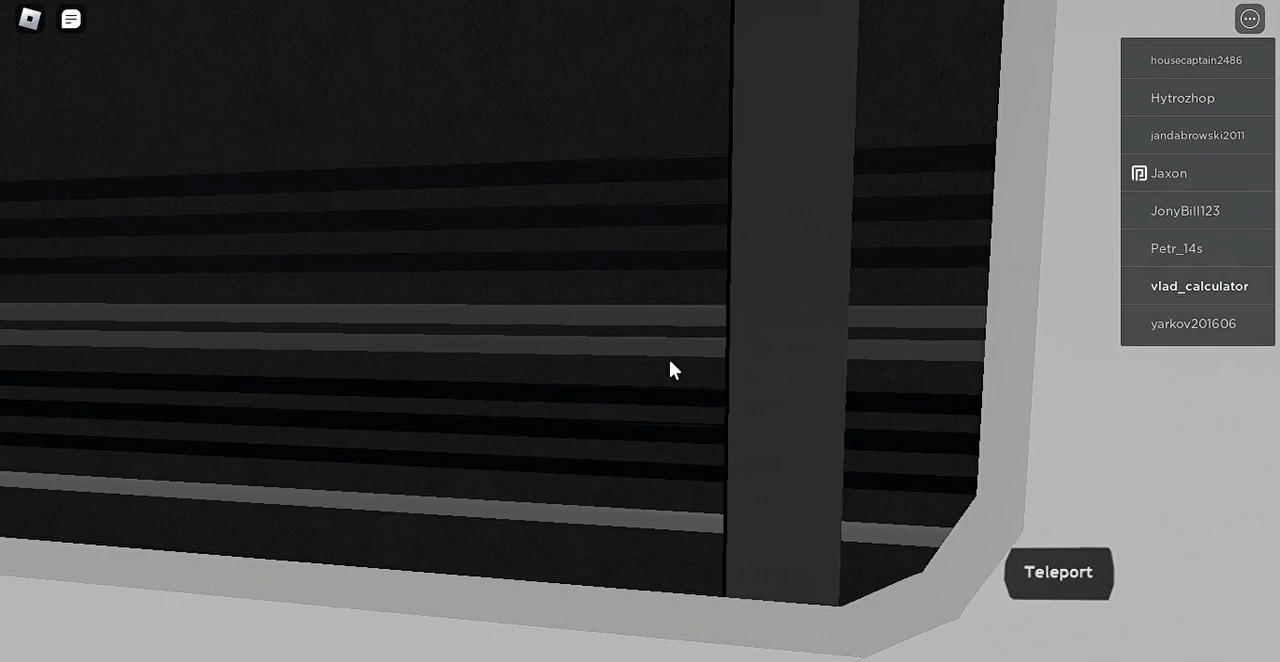 housecaptain2486
Hytrozhop
jandabrowski2011
Jaxon
JonyBill123
Petr_14s
vlad_calculator
yarkov201606
Teleport